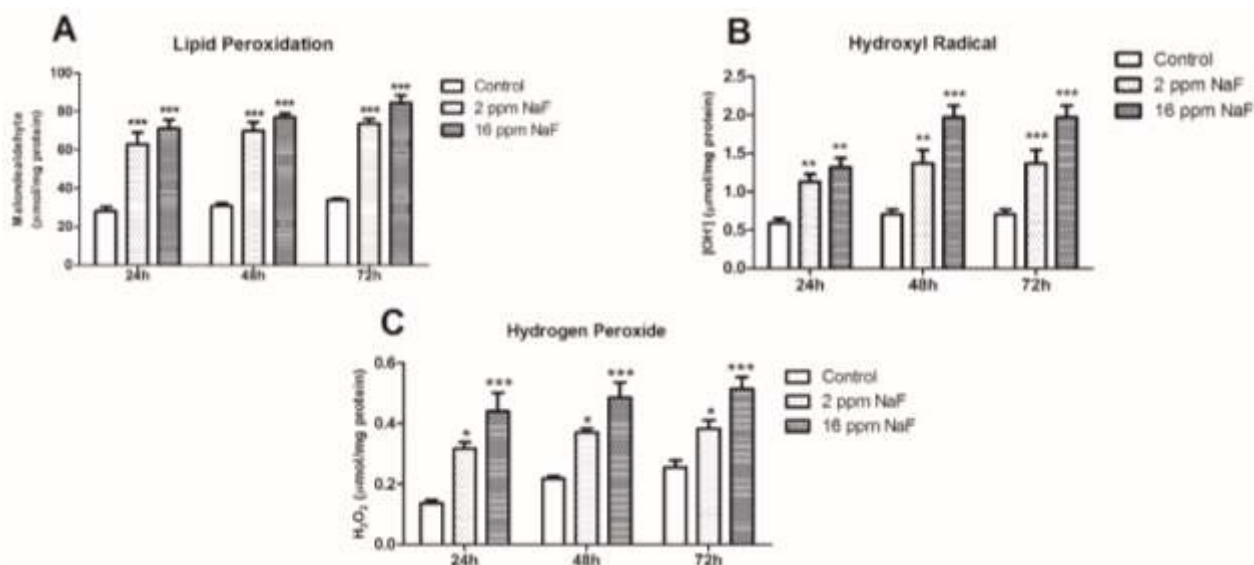 A
Lipid Peroxidation
Malondealdehyte
(nmol/mg protein)
100
80
60
40
20
0
*** *** *** *** *** ***
24h 48h 72h
Control
2 ppm NaF
16 ppm NaF
B
Hydroxyl Radical
[OH·] (μmol/mg protein)
2.5
2.0
1.5
1.0
0.5
0.0
** ** ** *** *** ***
24h 48h 72h
Control
2 ppm NaF
16 ppm NaF
C
Hydrogen Peroxide
H₂O₂ (μmol/mg protein)
0.6
0.4
0.2
0.0
* *** * *** * ***
24h 48h 72h
Control
2 ppm NaF
16 ppm NaF